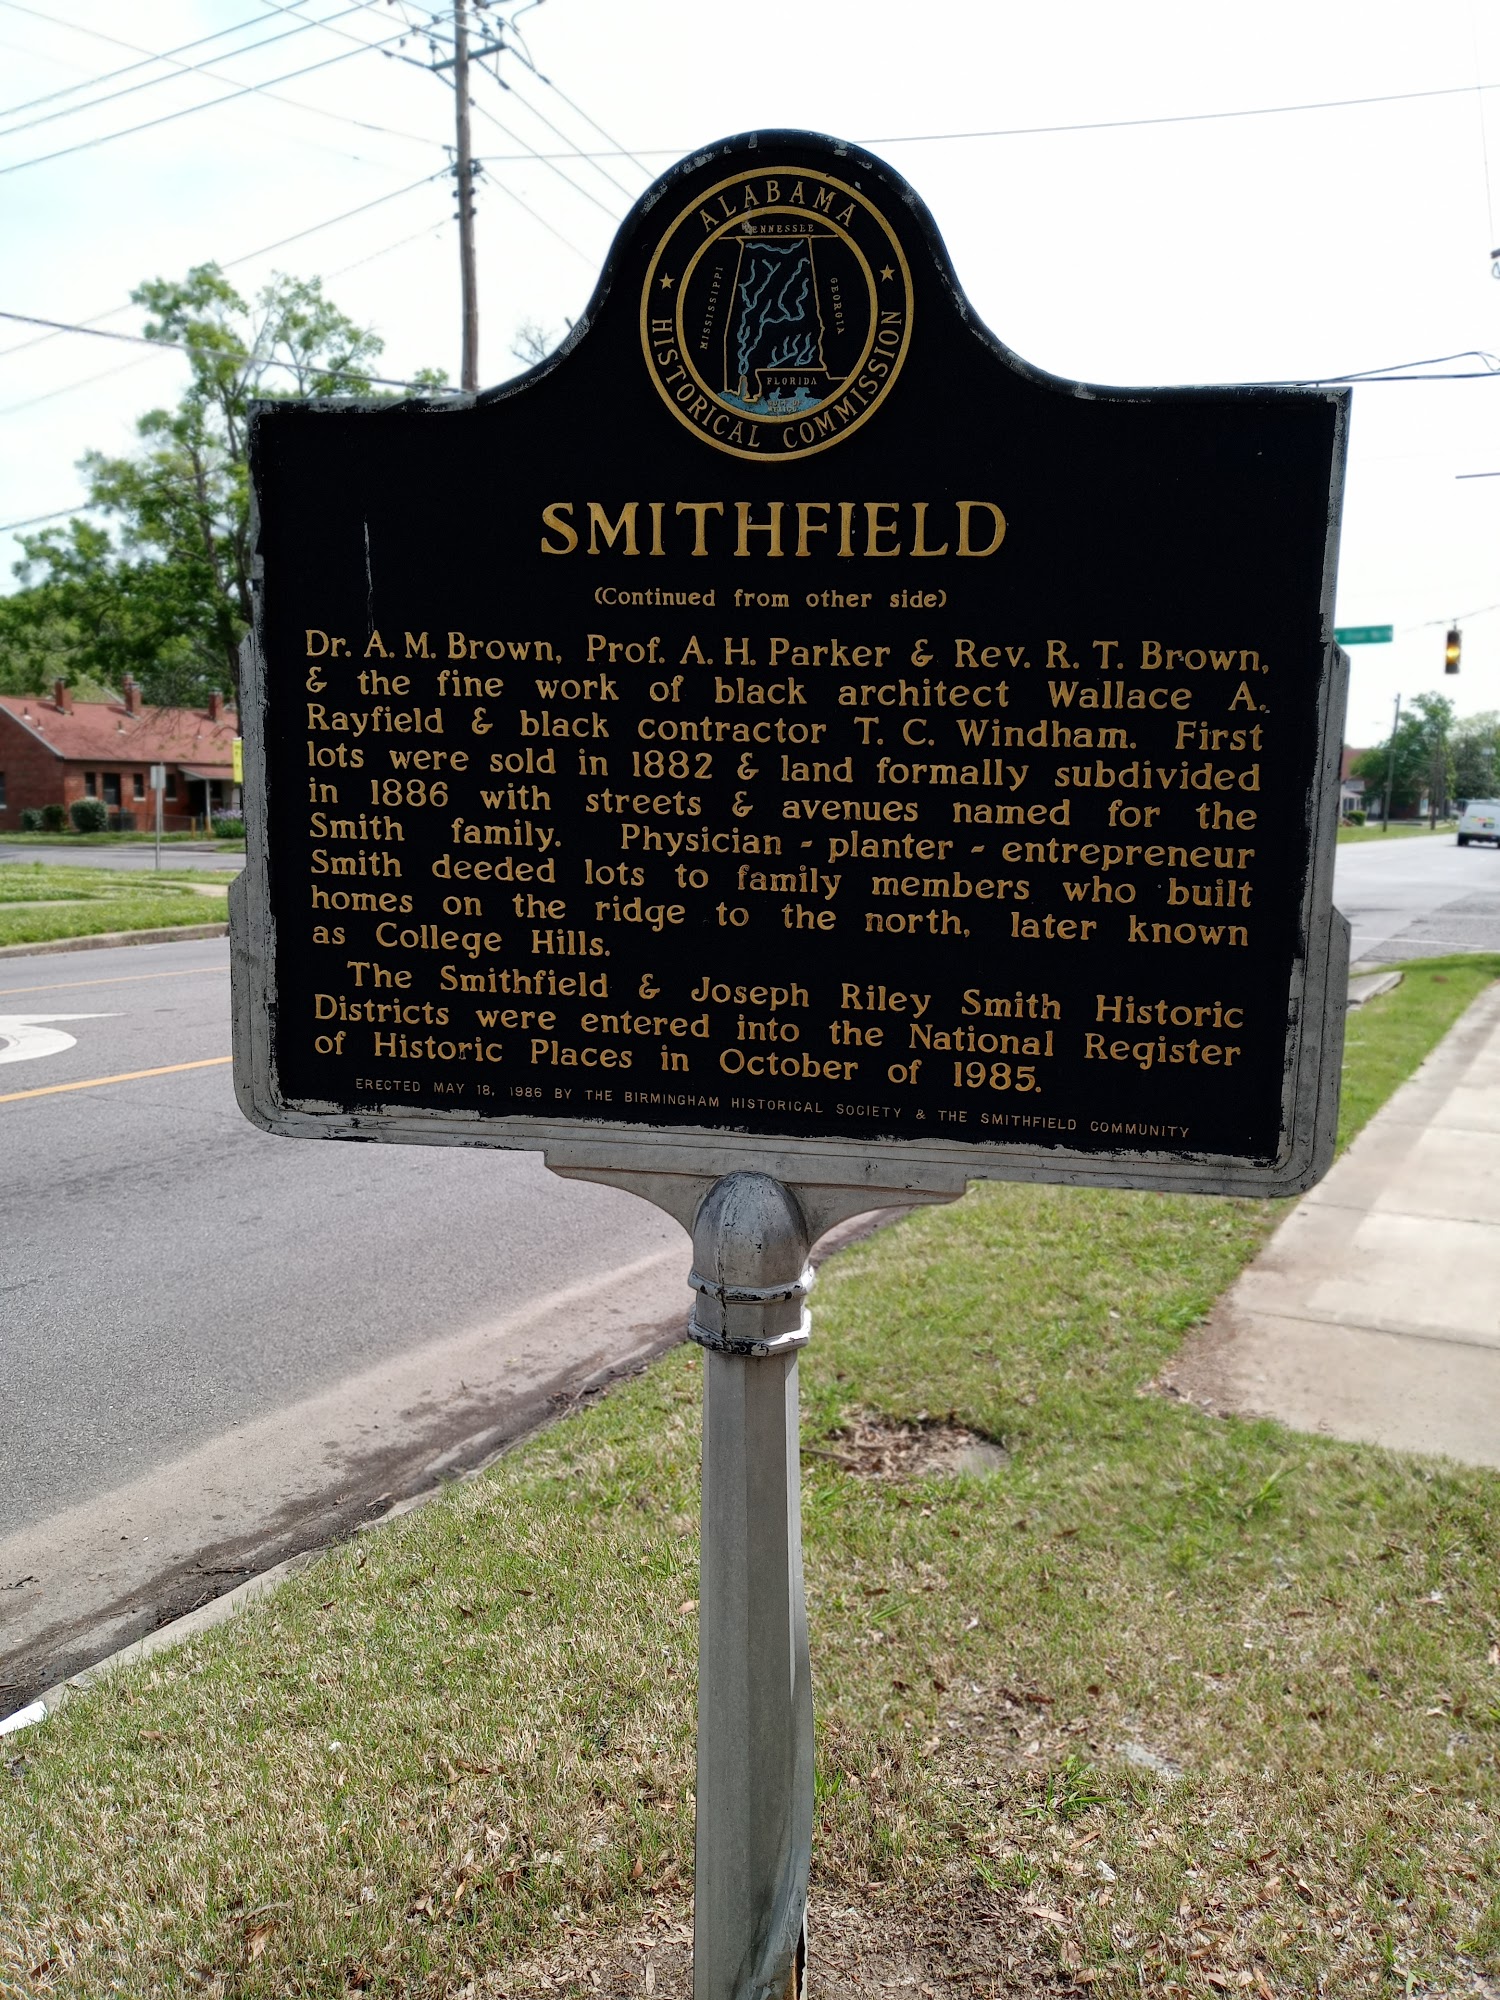 ALABAMA
HISTORICAL COMMISSION
TENNESSEE
MISSISSIPPI
GEORGIA
FLORIDA
SMITHFIELD
(Continued from other side)
Dr. A. M. Brown, Prof. A. H. Parker & Rev. R. T. Brown,
& the fine work of black architect Wallace A.
Rayfield & black contractor T. C. Windham. First
lots were sold in 1882 & land formally subdivided
in 1886 with streets & avenues named for the
Smith family. Physician - planter - entrepreneur
Smith deeded lots to family members who built
homes on the ridge to the north, later known
as College Hills.
The Smithfield & Joseph Riley Smith Historic
Districts were entered into the National Register
of Historic Places in October of 1985.
ERECTED MAY 18, 1986 BY THE BIRMINGHAM HISTORICAL SOCIETY & THE SMITHFIELD COMMUNITY